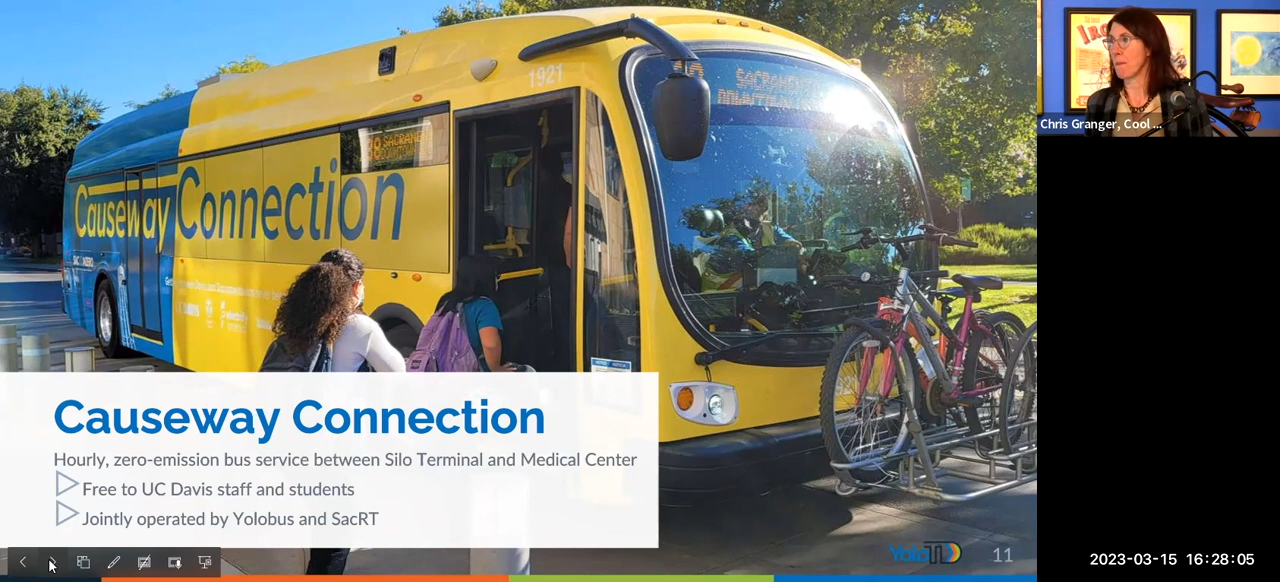 1921
SACRAMENTO
Causeway Connection
Chris Granger, Cool ...
Causeway Connection
Hourly, zero-emission bus service between Silo Terminal and Medical Center
Free to UC Davis staff and students
Jointly operated by Yolobus and SacRT
YoloTD
11
2023-03-15 16:28:05